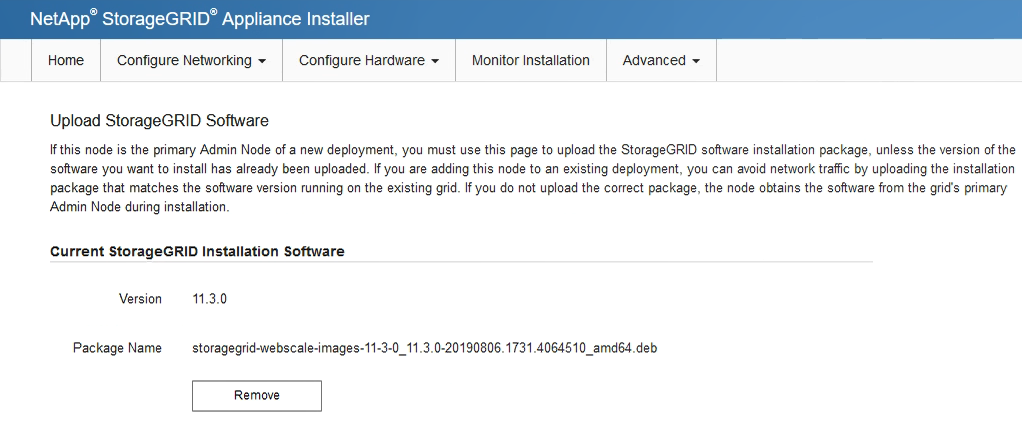 NetApp® StorageGRID® Appliance Installer
Home Configure Networking Configure Hardware Monitor Installation Advanced
Upload StorageGRID Software
If this node is the primary Admin Node of a new deployment, you must use this page to upload the StorageGRID software installation package, unless the version of the
software you want to install has already been uploaded. If you are adding this node to an existing deployment, you can avoid network traffic by uploading the installation
package that matches the software version running on the existing grid. If you do not upload the correct package, the node obtains the software from the grid's primary
Admin Node during installation.
Current StorageGRID Installation Software
Version 11.3.0
Package Name storagegrid-webscale-images-11-3-0_11.3.0-20190806.1731.4064510_amd64.deb
Remove